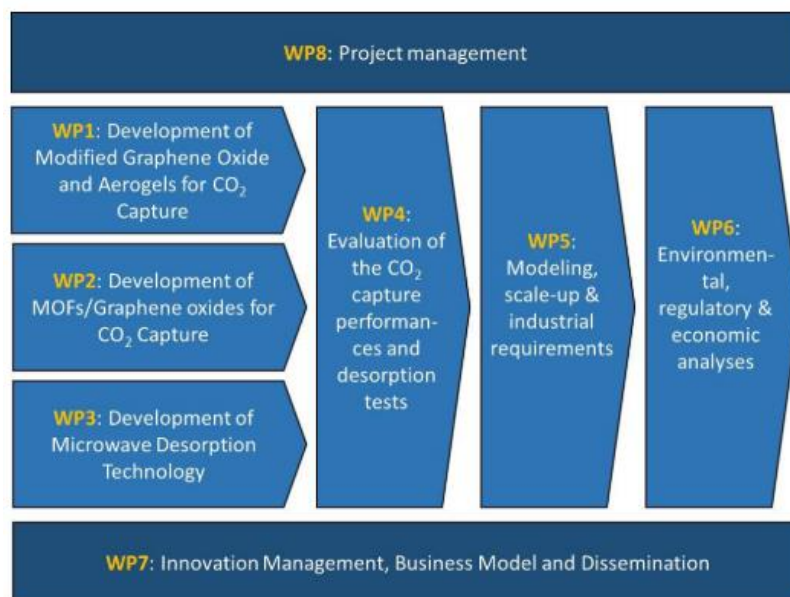 WP8: Project management
WP1: Development of
Modified Graphene Oxide
and Aerogels for CO₂
Capture
WP2: Development of
MOFs/Graphene oxides for
CO₂ Capture
WP3: Development of
Microwave Desorption
Technology
WP4:
Evaluation of
the CO₂
capture
performan-
ces and
desorption
tests
WP5:
Modeling,
scale-up &
industrial
requirements
WP6:
Environmen-
tal,
regulatory &
economic
analyses
WP7: Innovation Management, Business Model and Dissemination